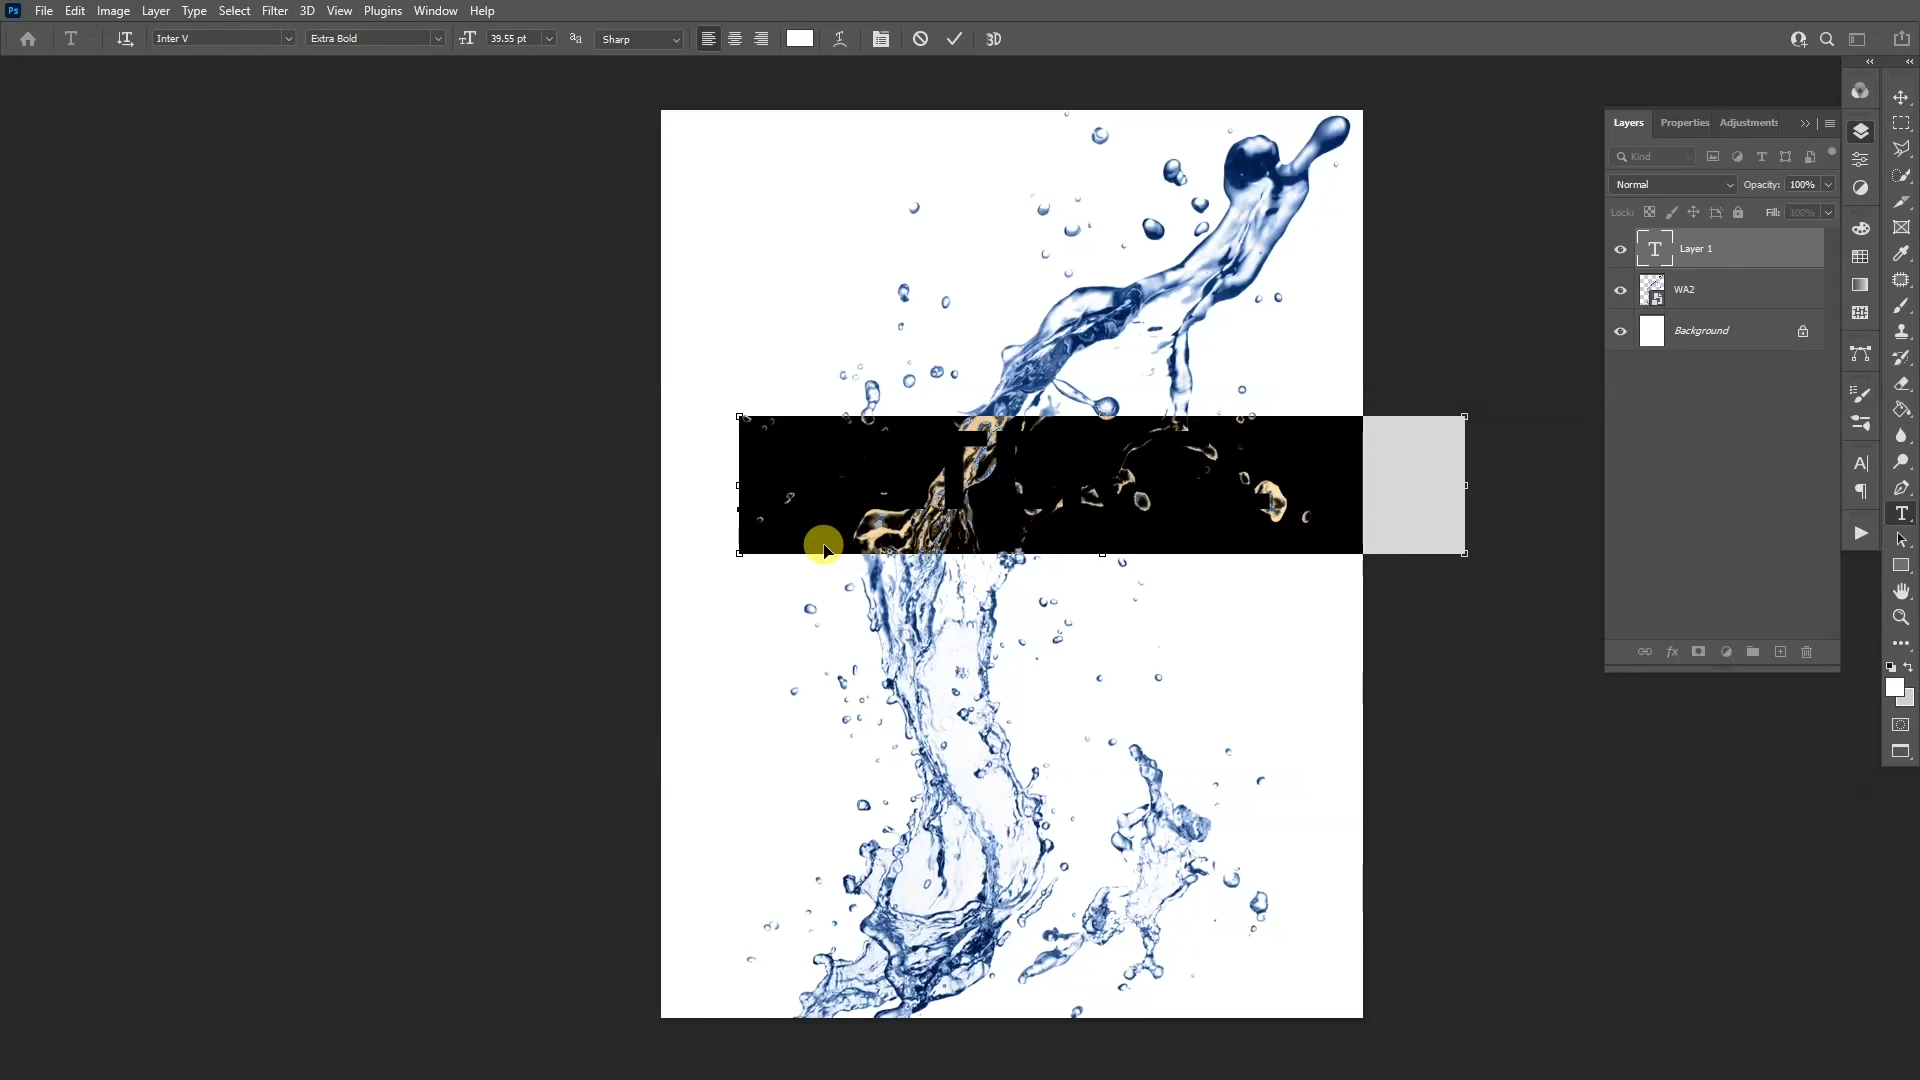 Ps File Edit Image Layer Type Select Filter 3D View Plugins Window Help
T Inter V Extra Bold 39.55 pt Sharp 3D
Layers Properties Adjustments
Kind
Normal Opacity: 100%
Lock: Fill: 100%
T Layer 1
WA2
Background
fx